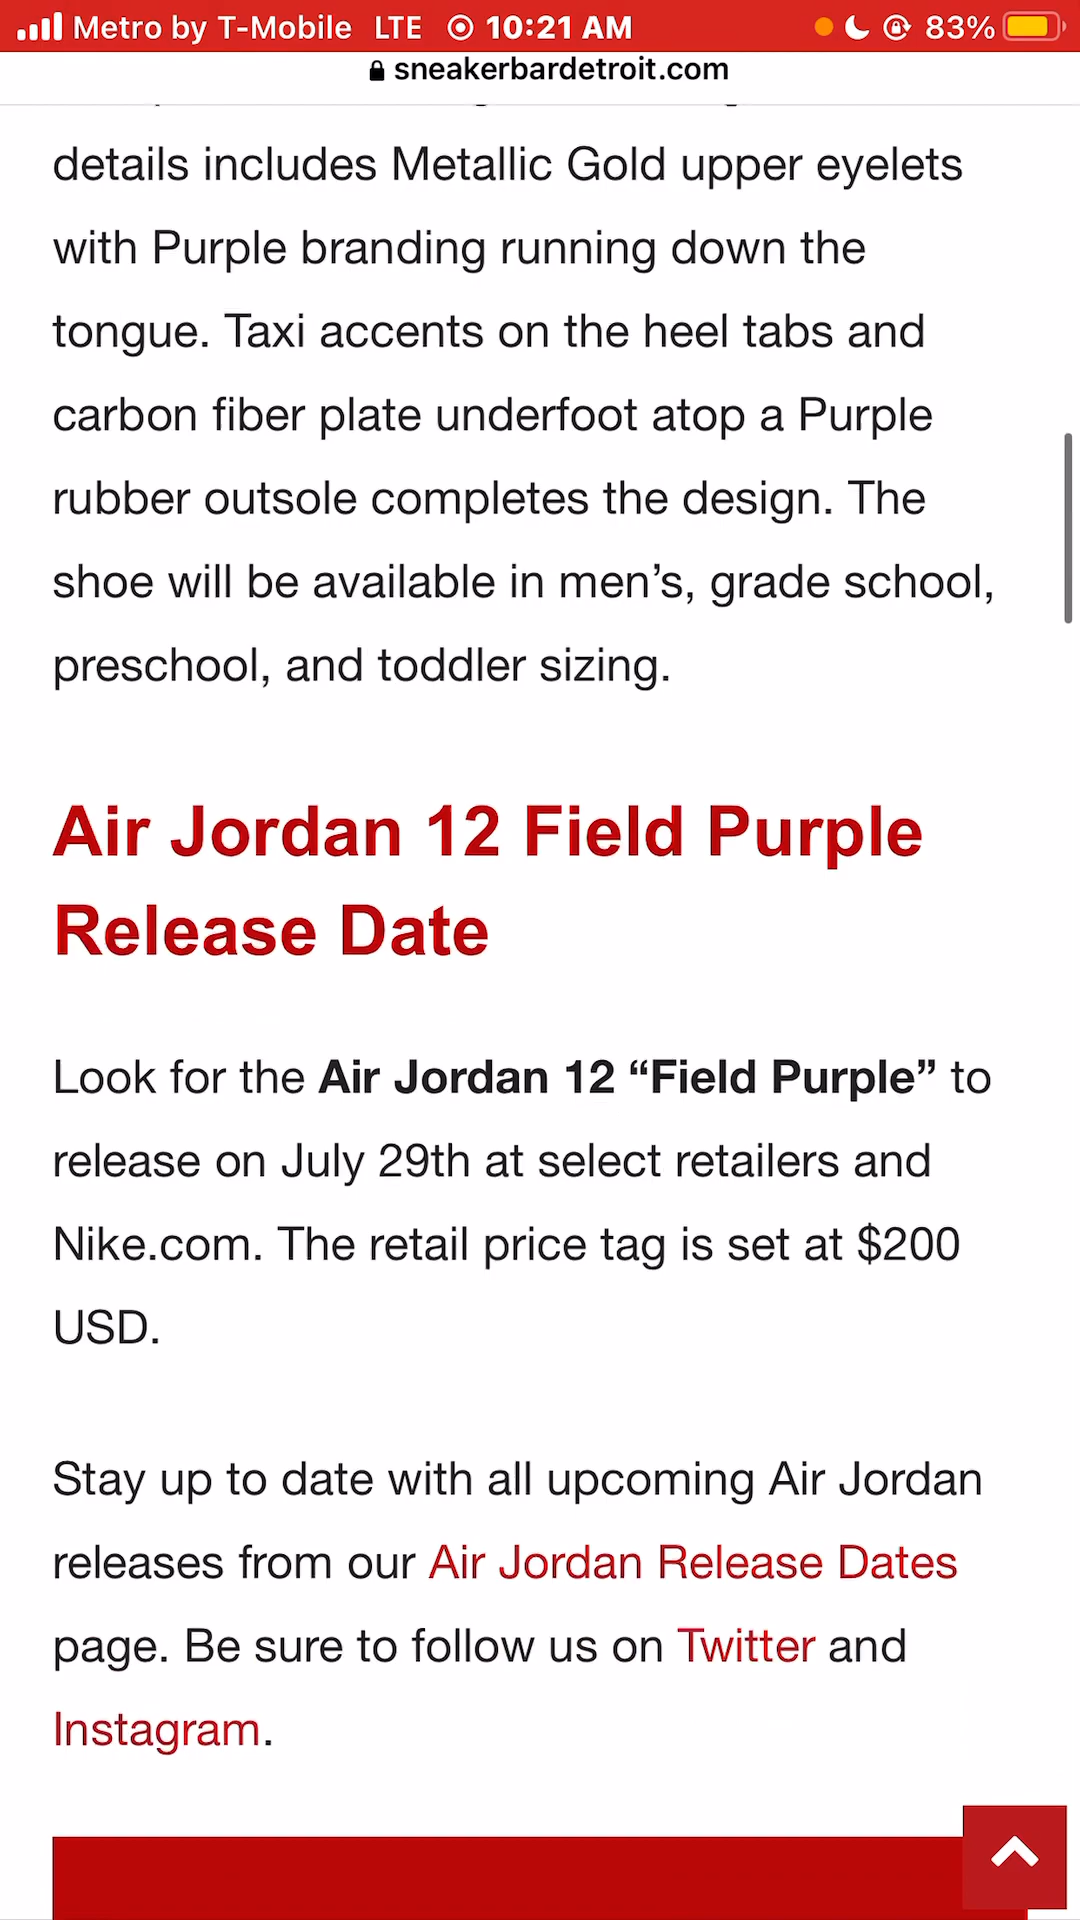 Metro by T-Mobile LTE 10:21 AM 83%
sneakerbardetroit.com
details includes Metallic Gold upper eyelets
with Purple branding running down the
tongue. Taxi accents on the heel tabs and
carbon fiber plate underfoot atop a Purple
rubber outsole completes the design. The
shoe will be available in men’s, grade school,
preschool, and toddler sizing.
Air Jordan 12 Field Purple
Release Date
Look for the Air Jordan 12 “Field Purple” to
release on July 29th at select retailers and
Nike.com. The retail price tag is set at $200
USD.
Stay up to date with all upcoming Air Jordan
releases from our Air Jordan Release Dates
page. Be sure to follow us on Twitter and
Instagram.